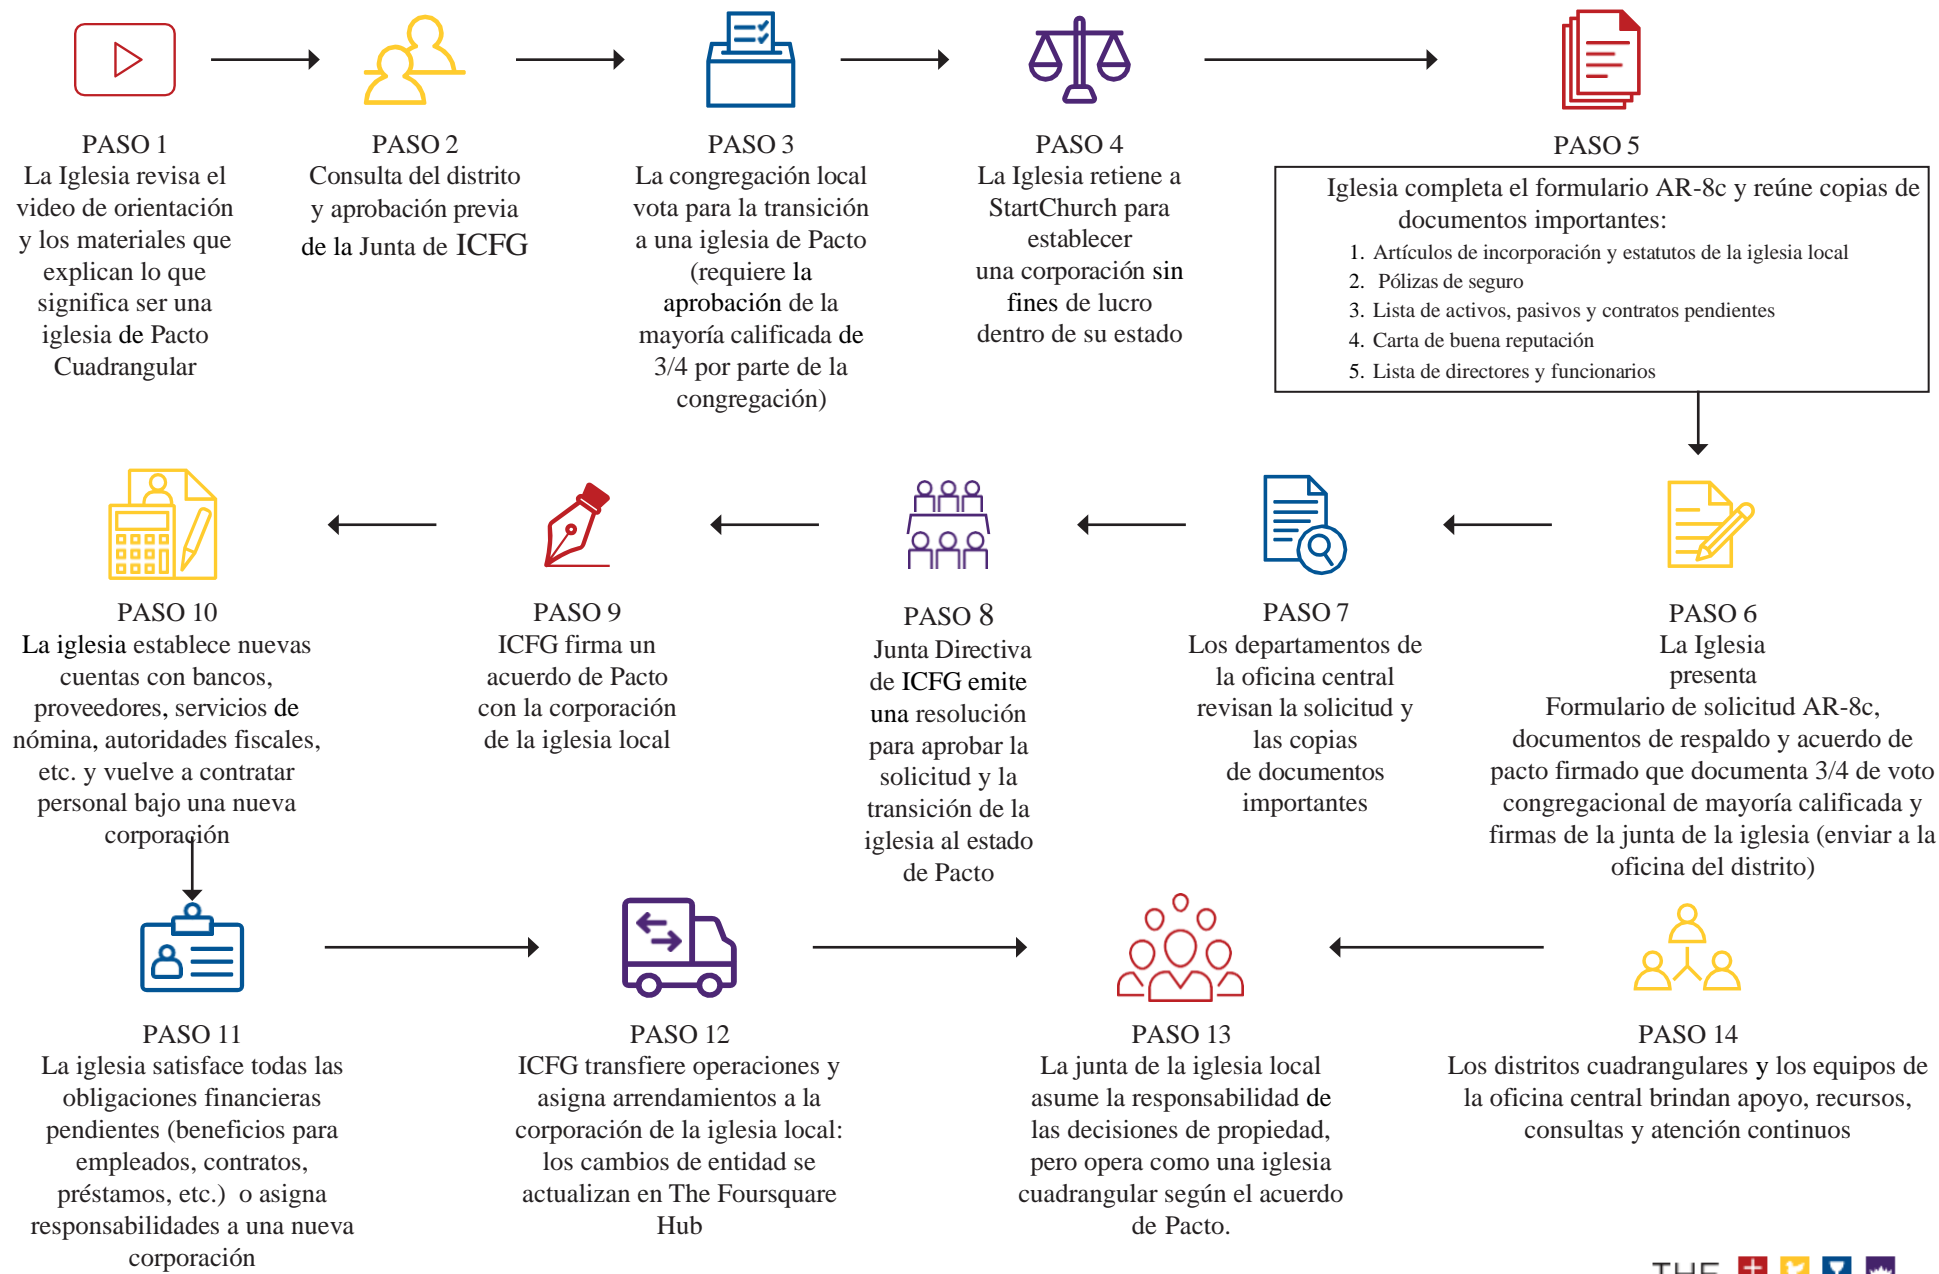 PASO 1
La Iglesia revisa el
video de orientación
y los materiales que
explican lo que
significa ser una
iglesia de Pacto
Cuadrangular
PASO 2
Consulta del distrito
y aprobación previa
de la Junta de ICFG
PASO 3
La congregación local
vota para la transición
a una iglesia de Pacto
(requiere la
aprobación de la
mayoría calificada de
3/4 por parte de la
congregación)
PASO 4
La Iglesia retiene a
StartChurch para
establecer
una corporación sin
fines de lucro
dentro de su estado
PASO 5
Iglesia completa el formulario AR-8c y reúne copias de
documentos importantes:
1. Artículos de incorporación y estatutos de la iglesia local
2. Pólizas de seguro
3. Lista de activos, pasivos y contratos pendientes
4. Carta de buena reputación
5. Lista de directores y funcionarios
PASO 6
La Iglesia
presenta
Formulario de solicitud AR-8c,
documentos de respaldo y acuerdo de
pacto firmado que documenta 3/4 de voto
congregacional de mayoría calificada y
firmas de la junta de la iglesia (enviar a la
oficina del distrito)
PASO 7
Los departamentos de
la oficina central
revisan la solicitud y
las copias
de documentos
importantes
PASO 8
Junta Directiva
de ICFG emite
una resolución
para aprobar la
solicitud y la
transición de la
iglesia al estado
de Pacto
PASO 9
ICFG firma un
acuerdo de Pacto
con la corporación
de la iglesia local
PASO 10
La iglesia establece nuevas
cuentas con bancos,
proveedores, servicios de
nómina, autoridades fiscales,
etc. y vuelve a contratar
personal bajo una nueva
corporación
PASO 11
La iglesia satisface todas las
obligaciones financieras
pendientes (beneficios para
empleados, contratos,
préstamos, etc.) o asigna
responsabilidades a una nueva
corporación
PASO 12
ICFG transfiere operaciones y
asigna arrendamientos a la
corporación de la iglesia local:
los cambios de entidad se
actualizan en The Foursquare
Hub
PASO 13
La junta de la iglesia local
asume la responsabilidad de
las decisiones de propiedad,
pero opera como una iglesia
cuadrangular según el acuerdo
de Pacto.
PASO 14
Los distritos cuadrangulares y los equipos de
la oficina central brindan apoyo, recursos,
consultas y atención continuos
THE